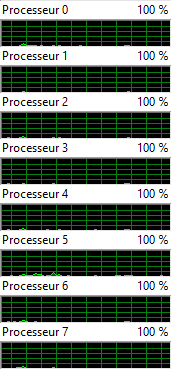 Processeur 0 100 %
Processeur 1 100 %
Processeur 2 100 %
Processeur 3 100 %
Processeur 4 100 %
Processeur 5 100 %
Processeur 6 100 %
Processeur 7 100 %